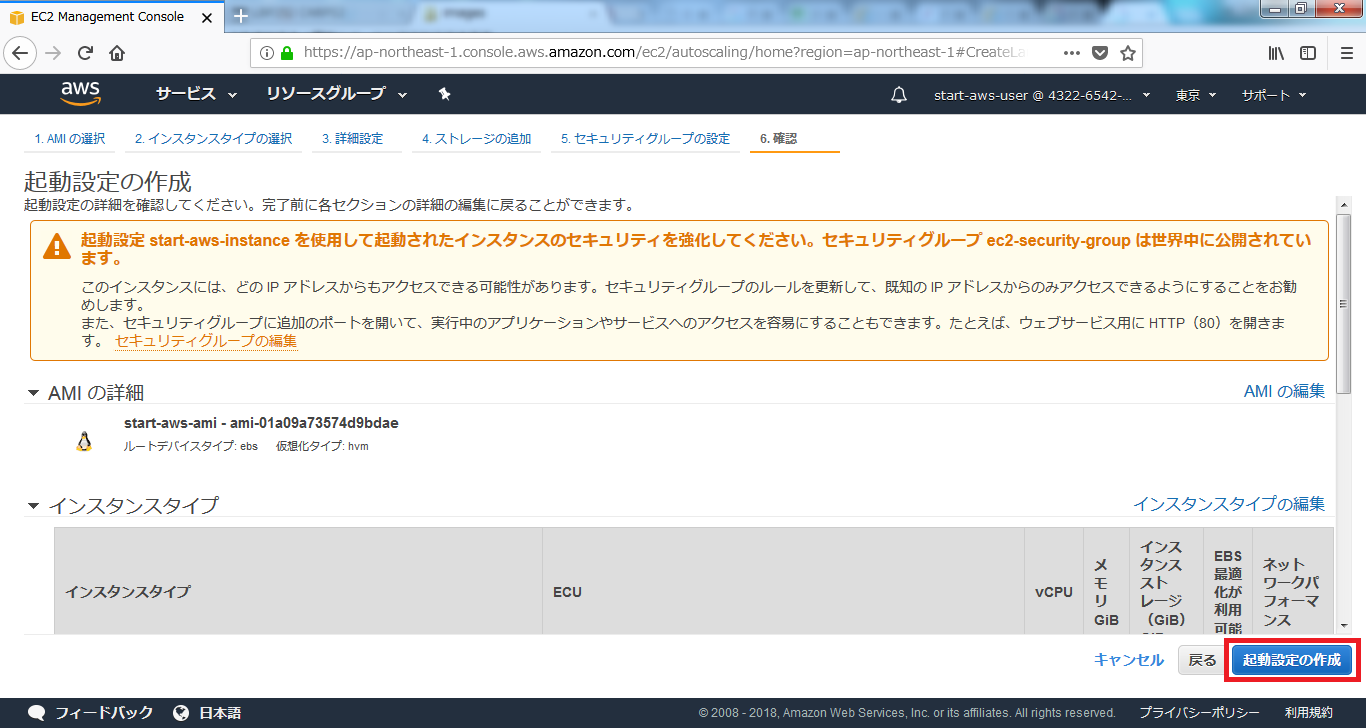 EC2 Management Console
https://ap-northeast-1.console.aws.amazon.com/ec2/autoscaling/home?region=ap-northeast-1#CreateLa
aws サービス リソースグループ start-aws-user @ 4322-6542-... 東京 サポート
1. AMI の選択 2. インスタンスタイプの選択 3. 詳細設定 4. ストレージの追加 5. セキュリティグループの設定 6. 確認
起動設定の作成
起動設定の詳細を確認してください。完了前に各セクションの詳細の編集に戻ることができます。
起動設定 start-aws-instance を使用して起動されたインスタンスのセキュリティを強化してください。セキュリティグループ ec2-security-group は世界中に公開されてい
ます。
このインスタンスには、どの IP アドレスからもアクセスできる可能性があります。セキュリティグループのルールを更新して、既知の IP アドレスからのみアクセスできるようにすることをお勧
めします。
また、セキュリティグループに追加のポートを開いて、実行中のアプリケーションやサービスへのアクセスを容易にすることもできます。たとえば、ウェブサービス用に HTTP（80）を開きま
す。 セキュリティグループの編集
AMI の詳細 AMI の編集
start-aws-ami - ami-01a09a73574d9bdae
ルートデバイスタイプ: ebs 仮想化タイプ: hvm
インスタンスタイプ インスタンスタイプの編集
インスタンスタイプ
ECU
vCPU
メ
モ
リ
GiB
インス
タンス
スト
レージ
（GiB）
EBS
最適
化が
利用
可能
ネット
ワークパ
フォーマ
ンス
キャンセル 戻る 起動設定の作成
フィードバック 日本語 © 2008 - 2018, Amazon Web Services, Inc. or its affiliates. All rights reserved. プライバシーポリシー 利用規約